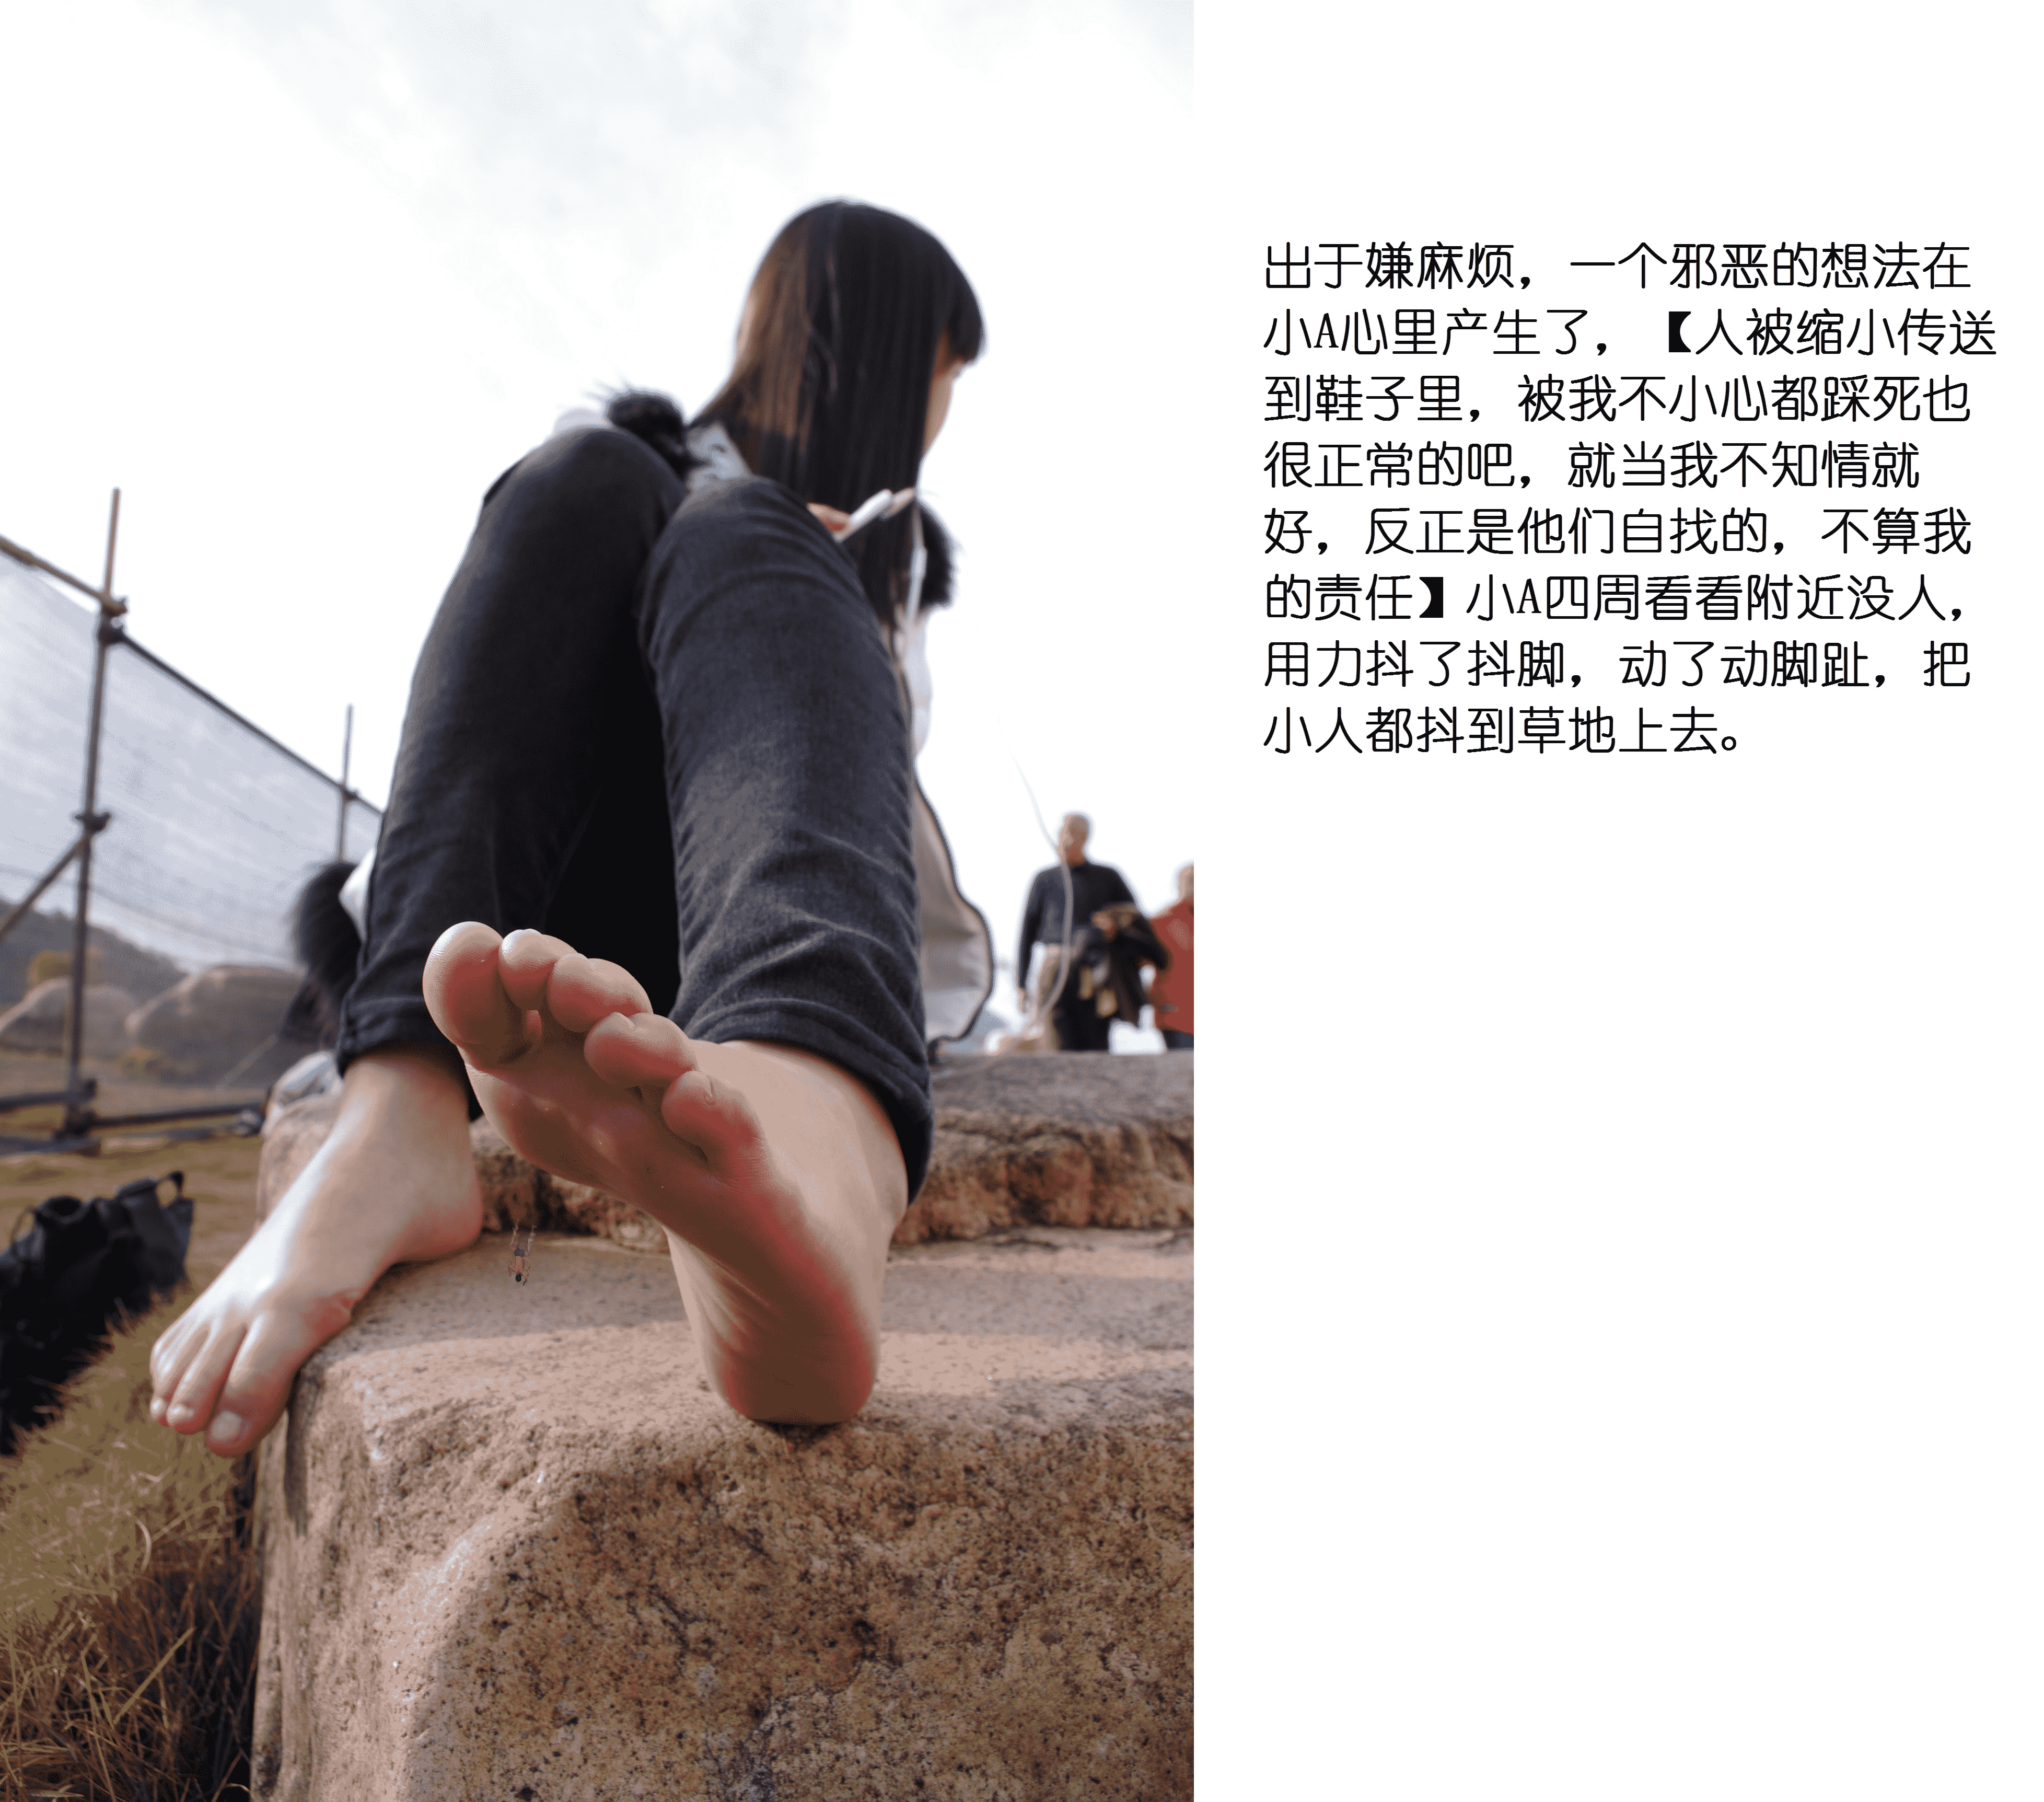 出于嫌麻烦，一个邪恶的想法在
小A心里产生了，【人被缩小传送
到鞋子里，被我不小心都踩死也
很正常的吧，就当我不知情就
好，反正是他们自找的，不算我
的责任】小A四周看看附近没人，
用力抖了抖脚，动了动脚趾，把
小人都抖到草地上去。